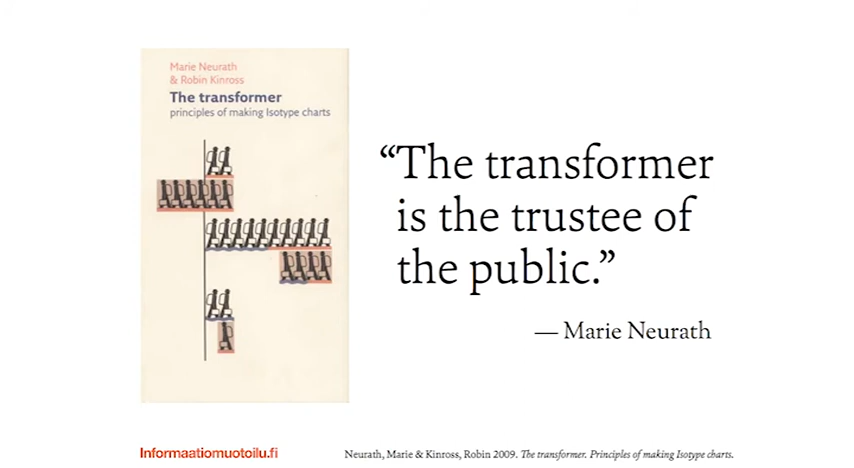 Marie Neurath
& Robin Kinross
The transformer
principles of making Isotype charts
“The transformer
is the trustee of
the public.”
— Marie Neurath
Informaatiomuotoilu.fi
Neurath, Marie & Kinross, Robin 2009. The transformer. Principles of making Isotype charts.